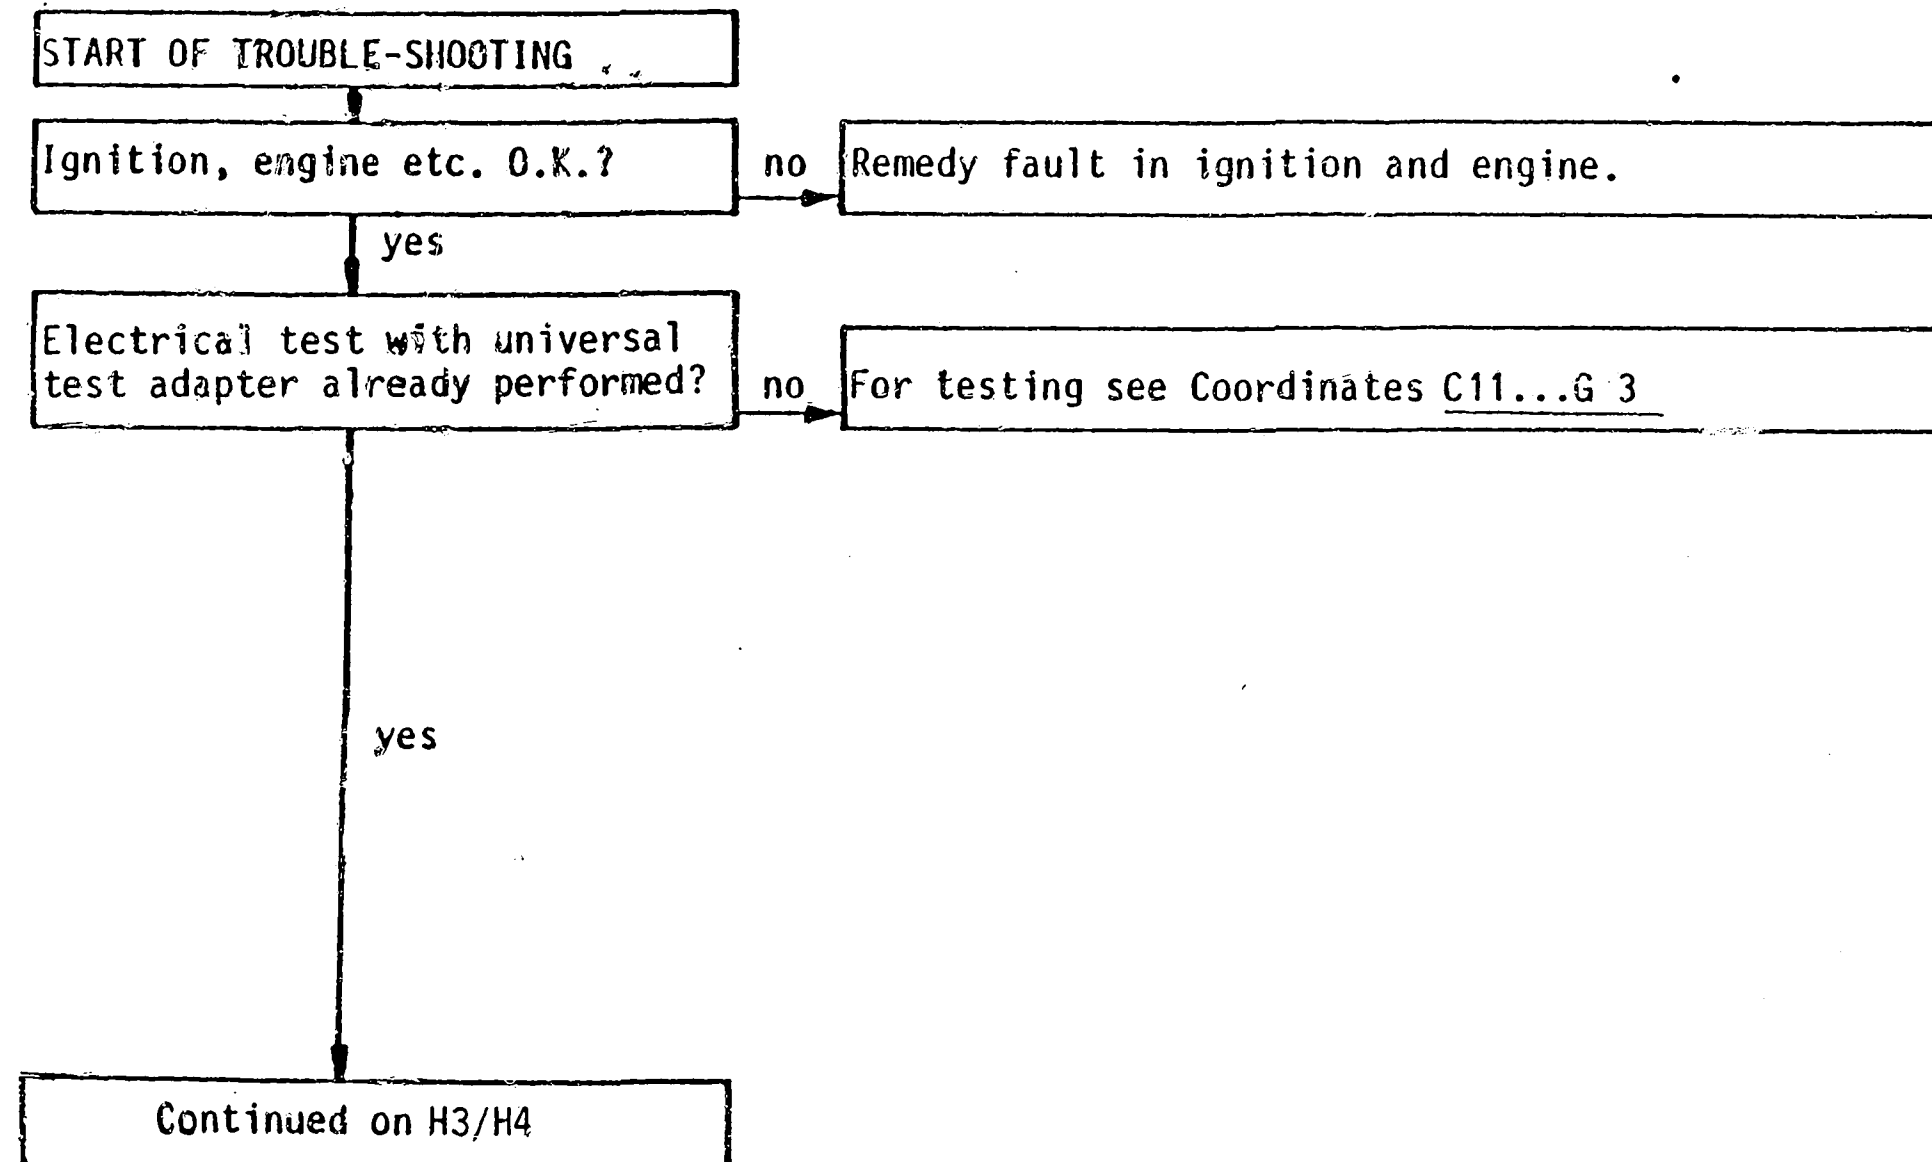 START OF TROUBLE-SHOOTING
Ignition, engine etc. O.K.?
no
Remedy fault in ignition and engine.
yes
Electrical test with universal
test adapter already performed?
no
For testing see Coordinates C11...G 3
yes
Continued on H3/H4